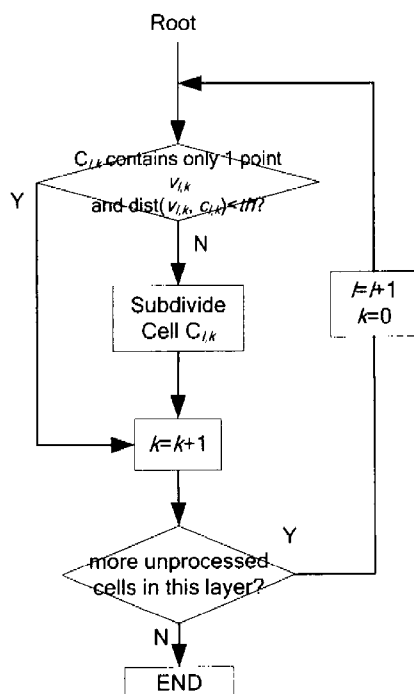 Root
C_{l,k} contains only 1 point
v_{l,k}
and dist(v_{l,k}, c_{l,k})<th?
Y
N
Subdivide
Cell C_{l,k}
l=l+1
k=0
k=k+1
Y
more unprocessed
cells in this layer?
N
END